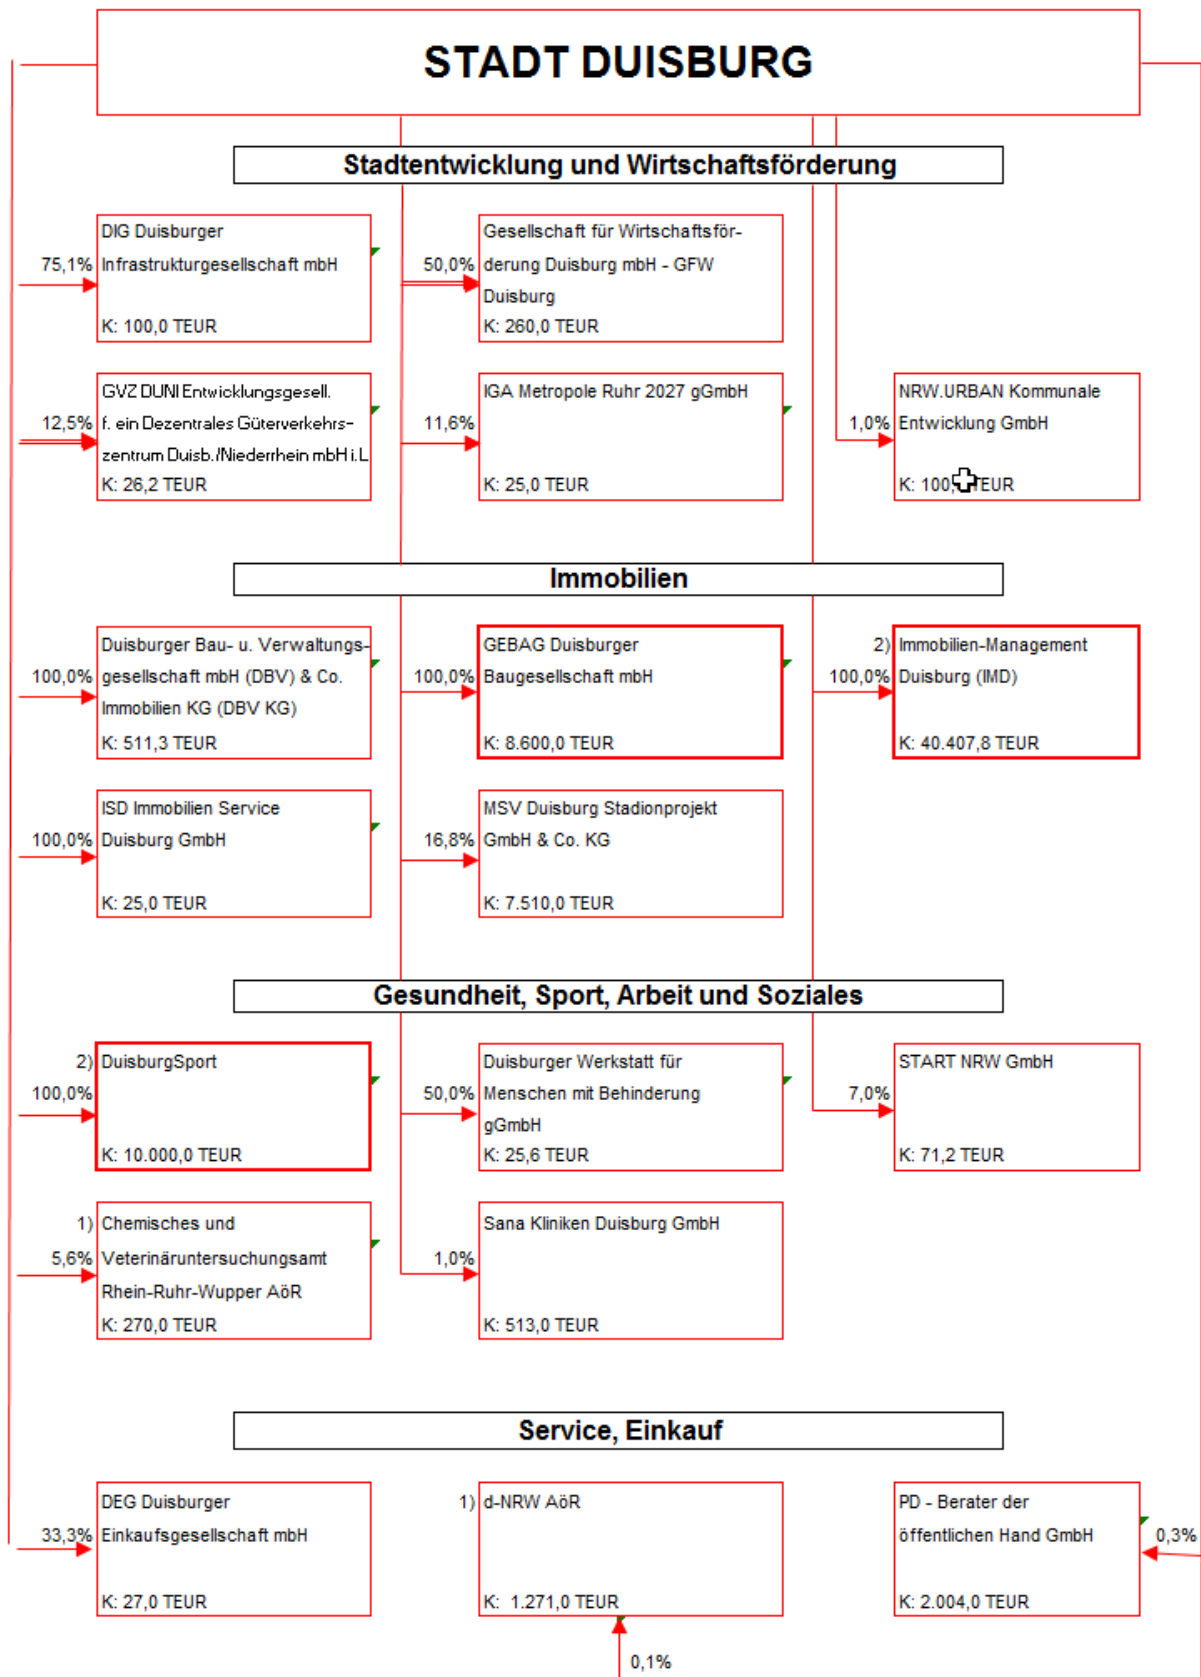 STADT DUISBURG
Stadtentwicklung und Wirtschaftsförderung
DIG Duisburger
75,1% Infrastrukturgesellschaft mbH
K: 100,0 TEUR
Gesellschaft für Wirtschaftsför-
50,0% derung Duisburg mbH - GFW
Duisburg
K: 260,0 TEUR
GVZ DUNI Entwicklungsgesell.
12,5% f. ein Dezentrales Güterverkehrs-
zentrum Duisb./Niederrhein mbH i.L
K: 26,2 TEUR
IGA Metropole Ruhr 2027 gGmbH
11,6%
K: 25,0 TEUR
NRW.URBAN Kommunale
1,0% Entwicklung GmbH
K: 100, TEUR
Immobilien
Duisburger Bau- u. Verwaltungs-
100,0% gesellschaft mbH (DBV) & Co.
Immobilien KG (DBV KG)
K: 511,3 TEUR
GEBAG Duisburger
100,0% Baugesellschaft mbH
K: 8.600,0 TEUR
2) Immobilien-Management
100,0% Duisburg (IMD)
K: 40.407,8 TEUR
ISD Immobilien Service
100,0% Duisburg GmbH
K: 25,0 TEUR
MSV Duisburg Stadionprojekt
16,8% GmbH & Co. KG
K: 7.510,0 TEUR
Gesundheit, Sport, Arbeit und Soziales
2) DuisburgSport
100,0%
K: 10.000,0 TEUR
Duisburger Werkstatt für
50,0% Menschen mit Behinderung
gGmbH
K: 25,6 TEUR
START NRW GmbH
7,0%
K: 71,2 TEUR
1) Chemisches und
5,6% Veterinäruntersuchungsamt
Rhein-Ruhr-Wupper AöR
K: 270,0 TEUR
Sana Kliniken Duisburg GmbH
1,0%
K: 513,0 TEUR
Service, Einkauf
DEG Duisburger
33,3% Einkaufsgesellschaft mbH
K: 27,0 TEUR
1) d-NRW AöR
K: 1.271,0 TEUR
0,1%
PD - Berater der
öffentlichen Hand GmbH 0,3%
K: 2.004,0 TEUR